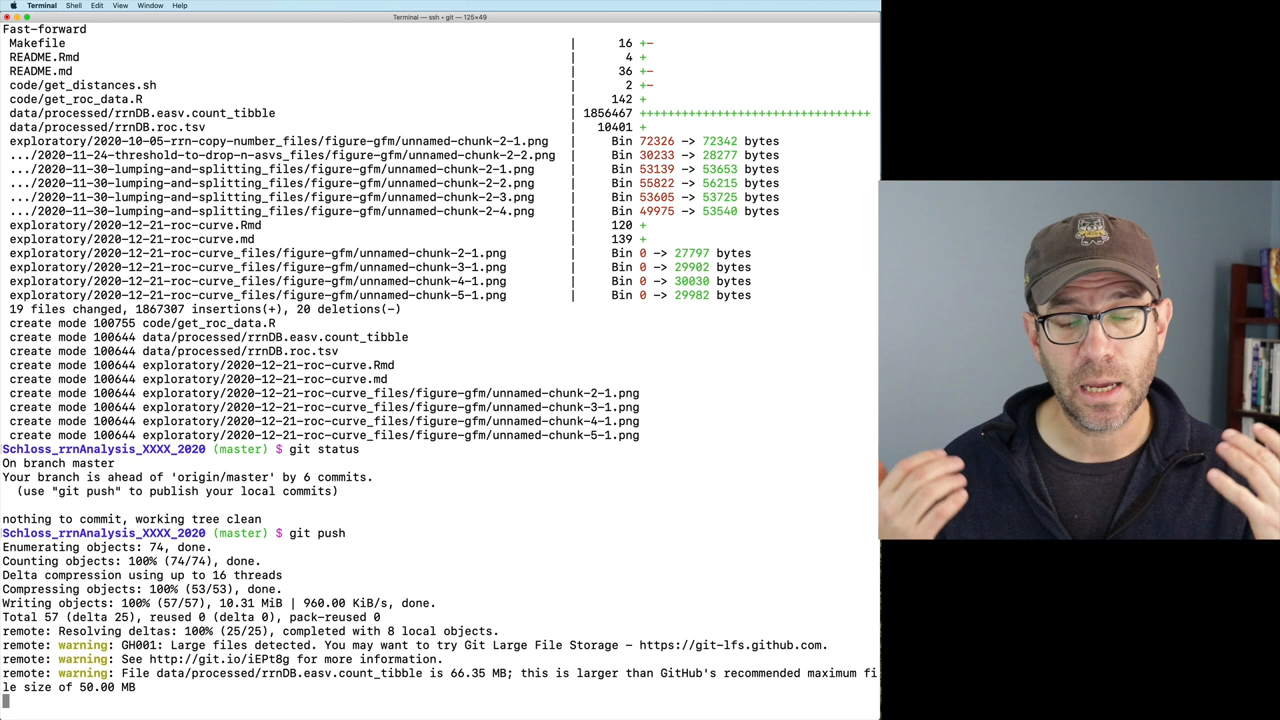 Terminal Shell Edit View Window Help
Terminal — ssh • git — 125×49
Fast-forward
Makefile | 16 +-
README.Rmd | 4 +
README.md | 36 +-
code/get_distances.sh | 2 +-
code/get_roc_data.R | 142 +
data/processed/rrnDB.easv.count_tibble | 1856467 +++++++++++++++++++++++++++++++++
data/processed/rrnDB.roc.tsv | 10401 +
exploratory/2020-10-05-rrn-copy-number_files/figure-gfm/unnamed-chunk-2-1.png | Bin 72326 -> 72342 bytes
.../2020-11-24-threshold-to-drop-n-asvs_files/figure-gfm/unnamed-chunk-2-2.png | Bin 30233 -> 28277 bytes
.../2020-11-30-lumping-and-splitting_files/figure-gfm/unnamed-chunk-2-1.png | Bin 53139 -> 53653 bytes
.../2020-11-30-lumping-and-splitting_files/figure-gfm/unnamed-chunk-2-2.png | Bin 55822 -> 56215 bytes
.../2020-11-30-lumping-and-splitting_files/figure-gfm/unnamed-chunk-2-3.png | Bin 53605 -> 53725 bytes
.../2020-11-30-lumping-and-splitting_files/figure-gfm/unnamed-chunk-2-4.png | Bin 49975 -> 53540 bytes
exploratory/2020-12-21-roc-curve.Rmd | 120 +
exploratory/2020-12-21-roc-curve.md | 139 +
exploratory/2020-12-21-roc-curve_files/figure-gfm/unnamed-chunk-2-1.png | Bin 0 -> 27797 bytes
exploratory/2020-12-21-roc-curve_files/figure-gfm/unnamed-chunk-3-1.png | Bin 0 -> 29902 bytes
exploratory/2020-12-21-roc-curve_files/figure-gfm/unnamed-chunk-4-1.png | Bin 0 -> 30030 bytes
exploratory/2020-12-21-roc-curve_files/figure-gfm/unnamed-chunk-5-1.png | Bin 0 -> 29982 bytes
19 files changed, 1867307 insertions(+), 20 deletions(-)
create mode 100755 code/get_roc_data.R
create mode 100644 data/processed/rrnDB.easv.count_tibble
create mode 100644 data/processed/rrnDB.roc.tsv
create mode 100644 exploratory/2020-12-21-roc-curve.Rmd
create mode 100644 exploratory/2020-12-21-roc-curve.md
create mode 100644 exploratory/2020-12-21-roc-curve_files/figure-gfm/unnamed-chunk-2-1.png
create mode 100644 exploratory/2020-12-21-roc-curve_files/figure-gfm/unnamed-chunk-3-1.png
create mode 100644 exploratory/2020-12-21-roc-curve_files/figure-gfm/unnamed-chunk-4-1.png
create mode 100644 exploratory/2020-12-21-roc-curve_files/figure-gfm/unnamed-chunk-5-1.png
Schloss_rrnAnalysis_XXXX_2020 (master) $ git status
On branch master
Your branch is ahead of 'origin/master' by 6 commits.
(use "git push" to publish your local commits)
nothing to commit, working tree clean
Schloss_rrnAnalysis_XXXX_2020 (master) $ git push
Enumerating objects: 74, done.
Counting objects: 100% (74/74), done.
Delta compression using up to 16 threads
Compressing objects: 100% (53/53), done.
Writing objects: 100% (57/57), 10.31 MiB | 960.00 KiB/s, done.
Total 57 (delta 25), reused 0 (delta 0), pack-reused 0
remote: Resolving deltas: 100% (25/25), completed with 8 local objects.
remote: warning: GH001: Large files detected. You may want to try Git Large File Storage - https://git-lfs.github.com.
remote: warning: See http://git.io/iEPt8g for more information.
remote: warning: File data/processed/rrnDB.easv.count_tibble is 66.35 MB; this is larger than GitHub's recommended maximum fi
le size of 50.00 MB